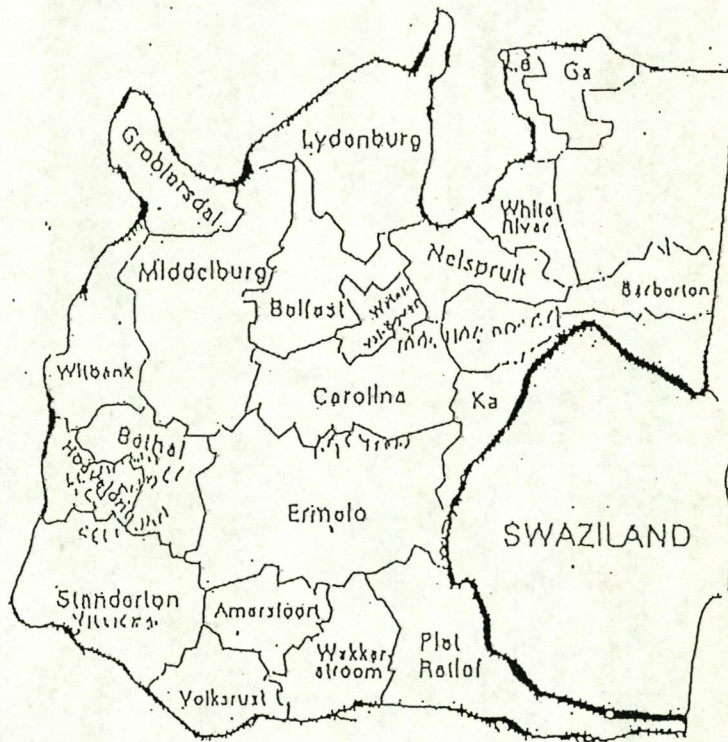 Ga
Lydenburg
Groblersdal
White
River
Middelburg
Nelspruit
Barberton
Belfast
Witbank
Carolina
Ka
Bethal
Ermelo
SWAZILAND
Standerton
Amersfoort
Wakker
stroom
Piet
Retief
Volksrust